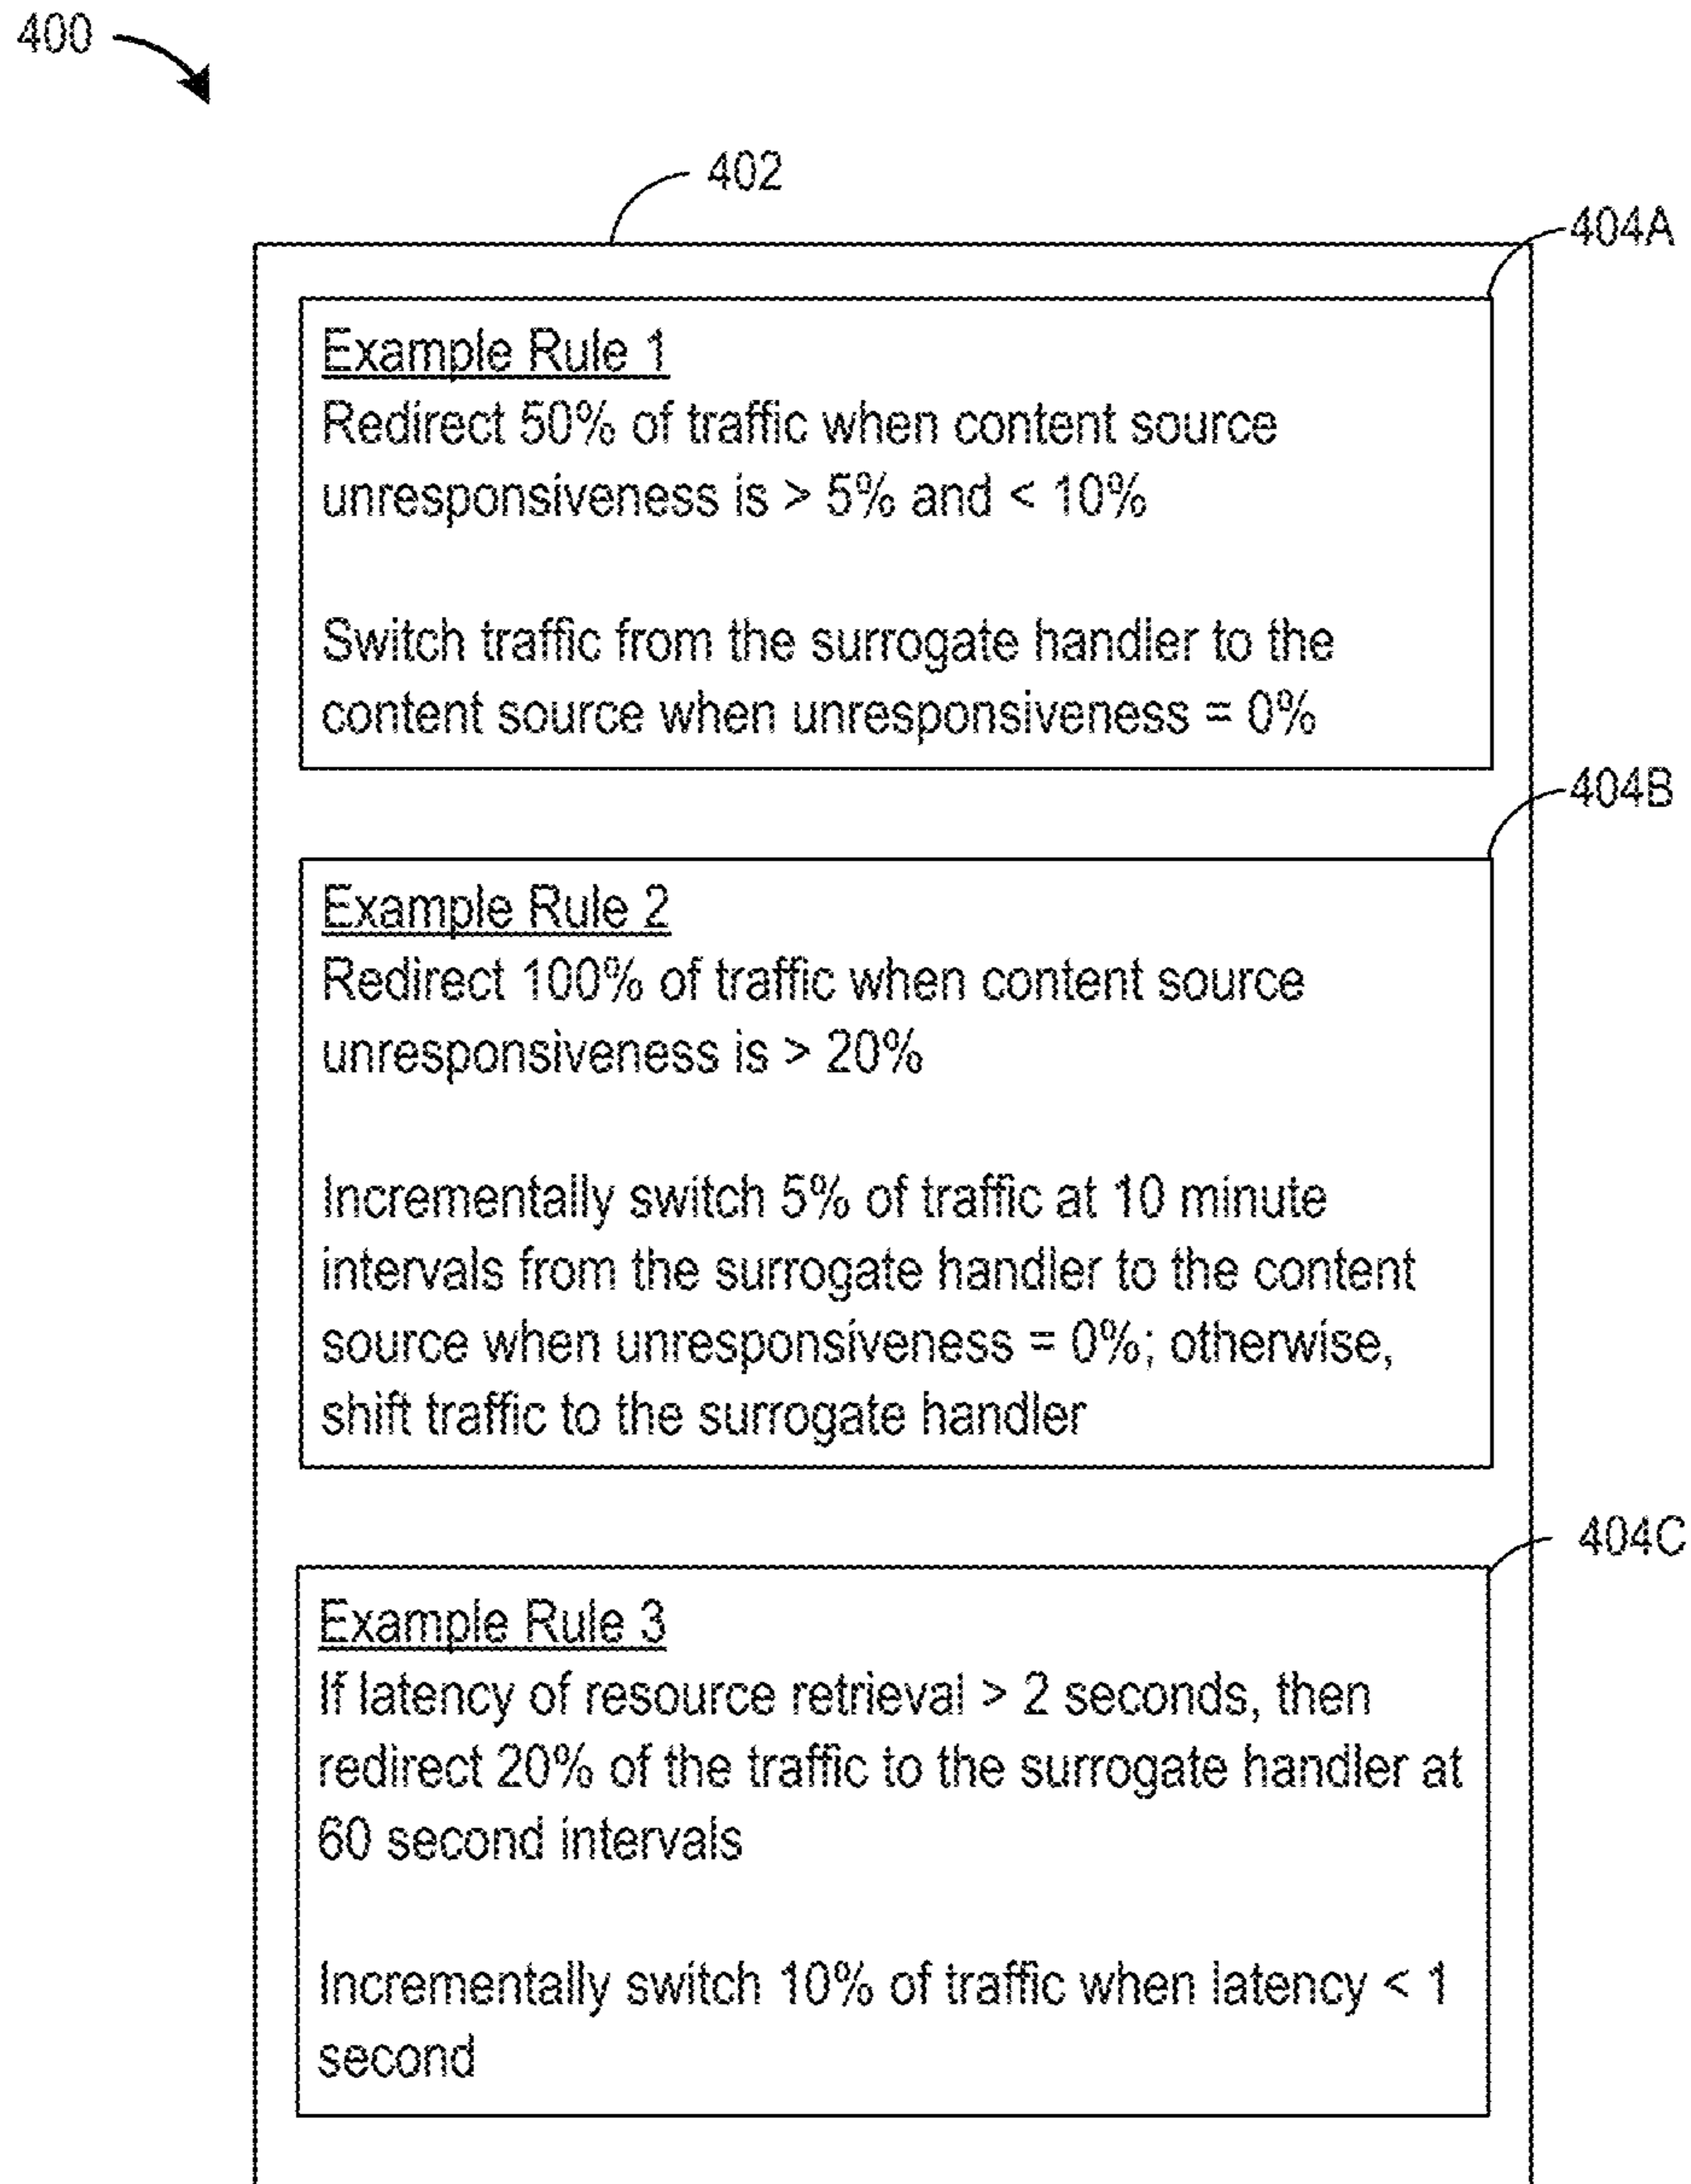 400
402
404A
Example Rule 1
Redirect 50% of traffic when content source
unresponsiveness is > 5% and < 10%
Switch traffic from the surrogate handler to the
content source when unresponsiveness = 0%
404B
Example Rule 2
Redirect 100% of traffic when content source
unresponsiveness is > 20%
Incrementally switch 5% of traffic at 10 minute
intervals from the surrogate handler to the content
source when unresponsiveness = 0%; otherwise,
shift traffic to the surrogate handler
404C
Example Rule 3
If latency of resource retrieval > 2 seconds, then
redirect 20% of the traffic to the surrogate handler at
60 second intervals
Incrementally switch 10% of traffic when latency < 1
second